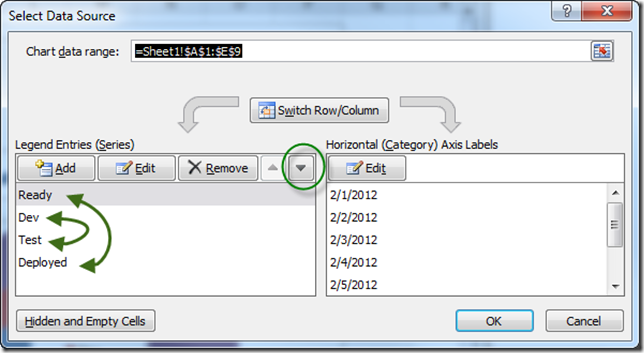 Select Data Source
Chart data range: =Sheet1!$A$1:$E$9
Switch Row/Column
Legend Entries (Series)
Add Edit Remove
Ready
Dev
Test
Deployed
Horizontal (Category) Axis Labels
Edit
2/1/2012
2/2/2012
2/3/2012
2/4/2012
2/5/2012
Hidden and Empty Cells
OK Cancel